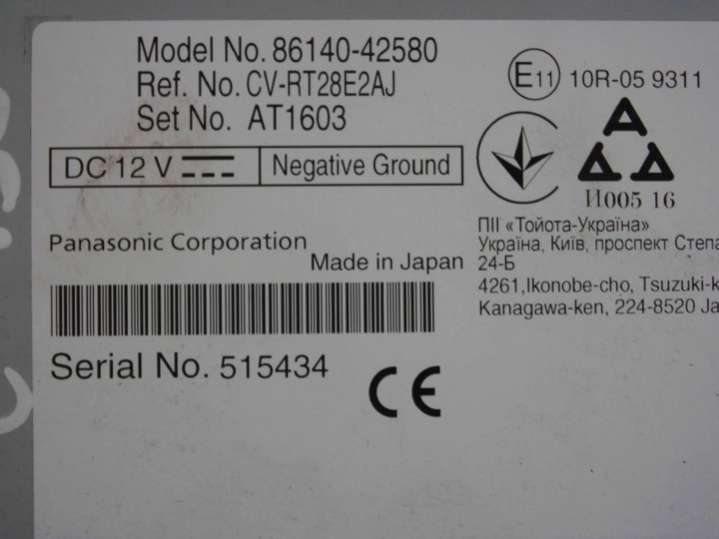 Model No. 86140-42580
Ref. No. CV-RT28E2AJ
Set No. AT1603
DC 12 V
Negative Ground
E11 10R-05 9311
И005 16
Panasonic Corporation
Made in Japan
ПІІ «Тойота-Україна»
Україна, Київ, проспект Степа
24-Б
4261,Ikonobe-cho, Tsuzuki-k
Kanagawa-ken, 224-8520 Ja
Serial No. 515434
CE